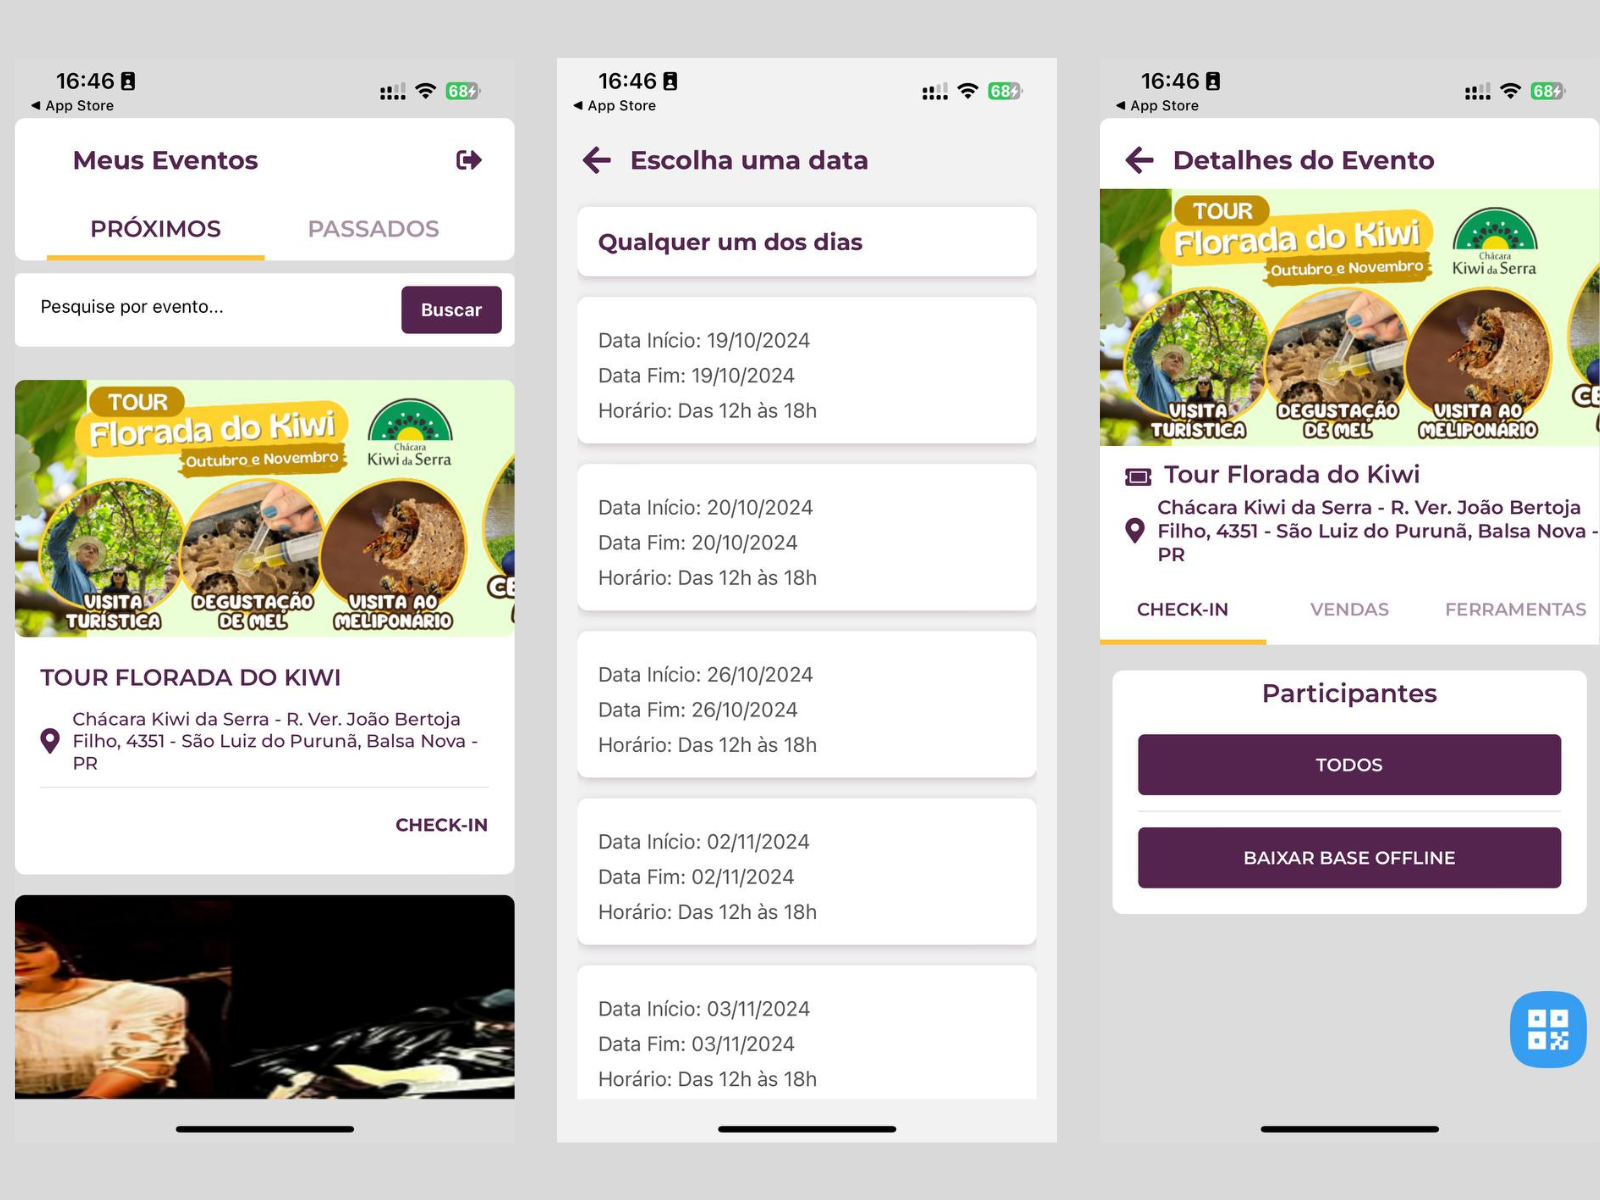 16:46
68
◄ App Store
Meus Eventos
PRÓXIMOS
PASSADOS
Pesquise por evento...
Buscar
TOUR
Florada do Kiwi
Outubro e Novembro
Chácara
Kiwi da Serra
VISITA
TURÍSTICA
DEGUSTAÇÃO
DE MEL
VISITA AO
MELIPONÁRIO
CE
TOUR FLORADA DO KIWI
Chácara Kiwi da Serra - R. Ver. João Bertoja
Filho, 4351 - São Luiz do Purunã, Balsa Nova -
PR
CHECK-IN
16:46
68
◄ App Store
Escolha uma data
Qualquer um dos dias
Data Início: 19/10/2024
Data Fim: 19/10/2024
Horário: Das 12h às 18h
Data Início: 20/10/2024
Data Fim: 20/10/2024
Horário: Das 12h às 18h
Data Início: 26/10/2024
Data Fim: 26/10/2024
Horário: Das 12h às 18h
Data Início: 02/11/2024
Data Fim: 02/11/2024
Horário: Das 12h às 18h
Data Início: 03/11/2024
Data Fim: 03/11/2024
Horário: Das 12h às 18h
16:46
68
◄ App Store
Detalhes do Evento
TOUR
Florada do Kiwi
Outubro e Novembro
Chácara
Kiwi da Serra
VISITA
TURÍSTICA
DEGUSTAÇÃO
DE MEL
VISITA AO
MELIPONÁRIO
CE
Tour Florada do Kiwi
Chácara Kiwi da Serra - R. Ver. João Bertoja
Filho, 4351 - São Luiz do Purunã, Balsa Nova -
PR
CHECK-IN
VENDAS
FERRAMENTAS
Participantes
TODOS
BAIXAR BASE OFFLINE